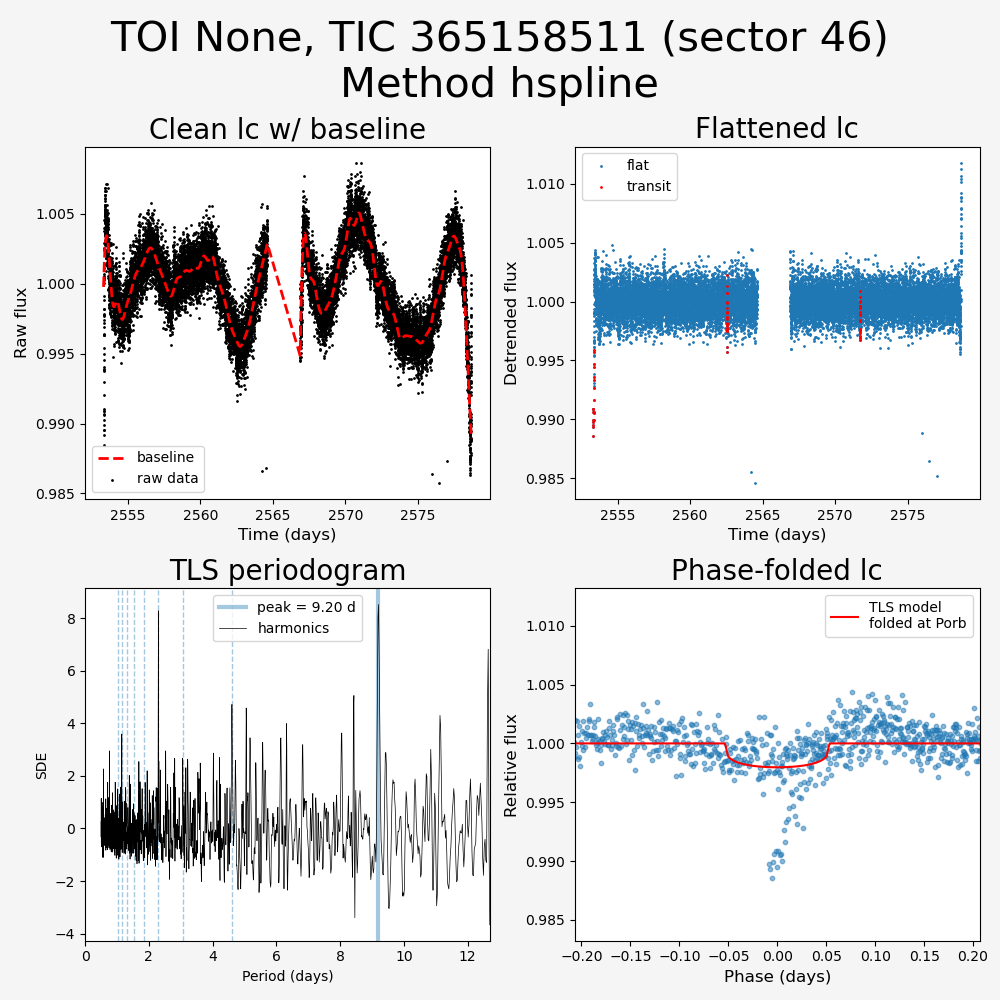 TOI None, TIC 365158511 (sector 46)
Method hspline
Clean lc w/ baseline
Raw flux
1.005
1.000
0.995
0.990
0.985
baseline
raw data
2555
2560
2565
2570
2575
Time (days)
Flattened lc
Detrended flux
1.010
1.005
1.000
0.995
0.990
0.985
flat
transit
2555
2560
2565
2570
2575
Time (days)
TLS periodogram
SDE
8
6
4
2
0
−2
−4
peak = 9.20 d
harmonics
0
2
4
6
8
10
12
Period (days)
Phase-folded lc
Relative flux
1.010
1.005
1.000
0.995
0.990
0.985
TLS model
folded at Porb
−0.20
−0.15
−0.10
−0.05
0.00
0.05
0.10
0.15
0.20
Phase (days)